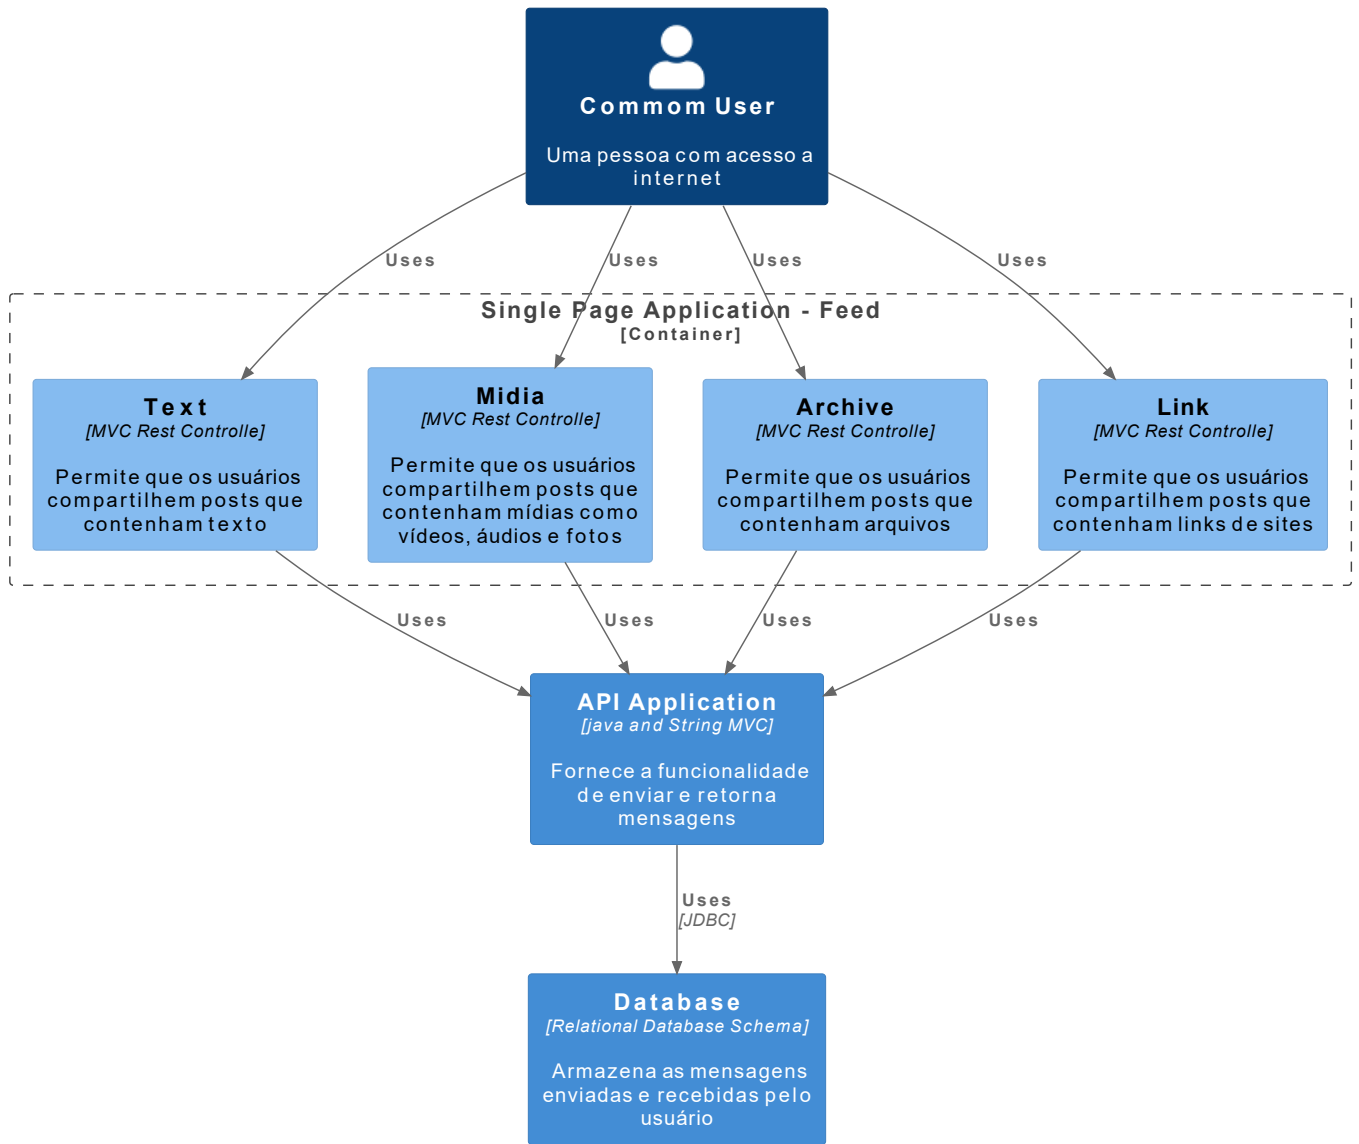 Commom User
Uma pessoa com acesso a
internet
Uses
Uses
Uses
Uses
Single Page Application - Feed
[Container]
Text
[MVC Rest Controlle]
Permite que os usuários
compartilhem posts que
contenham texto
Midia
[MVC Rest Controlle]
Permite que os usuários
compartilhem posts que
contenham mídias como
vídeos, áudios e fotos
Archive
[MVC Rest Controlle]
Permite que os usuários
compartilhem posts que
contenham arquivos
Link
[MVC Rest Controlle]
Permite que os usuários
compartilhem posts que
contenham links de sites
Uses
Uses
Uses
Uses
API Application
[java and String MVC]
Fornece a funcionalidade
de enviar e retorna
mensagens
Uses
[JDBC]
Database
[Relational Database Schema]
Armazena as mensagens
enviadas e recebidas pelo
usuário